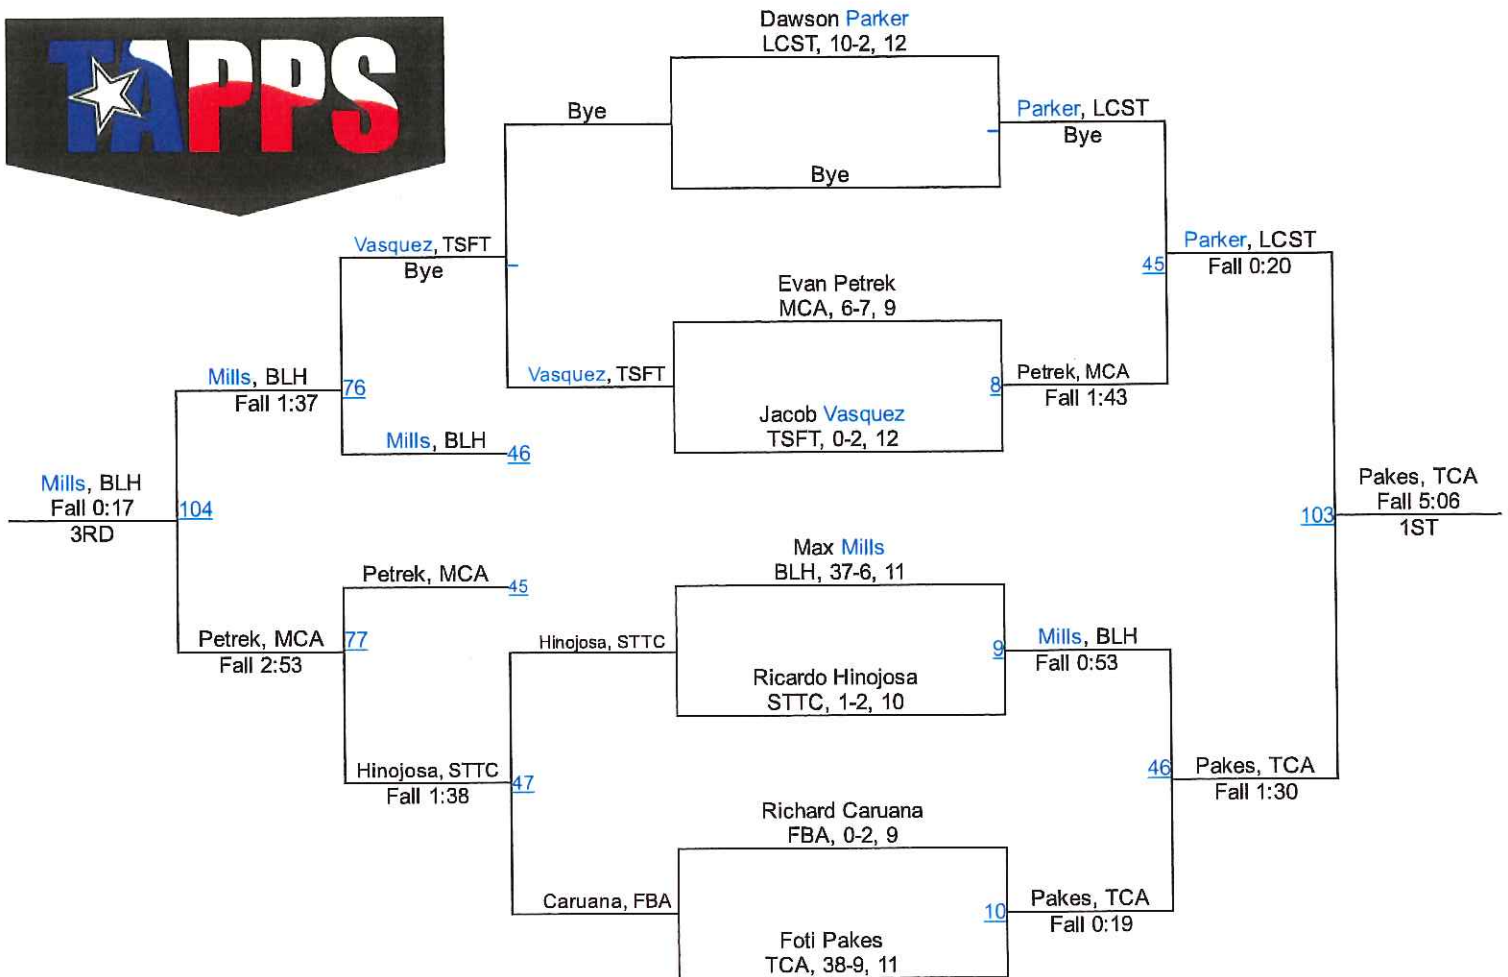 TAPPS
Dawson Parker
LCST, 10-2, 12
Bye
Parker, LCST
Bye
Bye
Vasquez, TSFT
Bye
Parker, LCST
45
Fall 0:20
Evan Petrek
MCA, 6-7, 9
Mills, BLH
Fall 1:37
76
Vasquez, TSFT
8
Petrek, MCA
Fall 1:43
Jacob Vasquez
TSFT, 0-2, 12
Mills, BLH
46
Mills, BLH
Fall 0:17
3RD
104
103
Pakes, TCA
Fall 5:06
1ST
Max Mills
BLH, 37-6, 11
Petrek, MCA
45
Petrek, MCA
Fall 2:53
77
Hinojosa, STTC
9
Mills, BLH
Fall 0:53
Ricardo Hinojosa
STTC, 1-2, 10
Hinojosa, STTC
Fall 1:38
47
46
Pakes, TCA
Fall 1:30
Richard Caruana
FBA, 0-2, 9
Caruana, FBA
10
Pakes, TCA
Fall 0:19
Foti Pakes
TCA, 38-9, 11